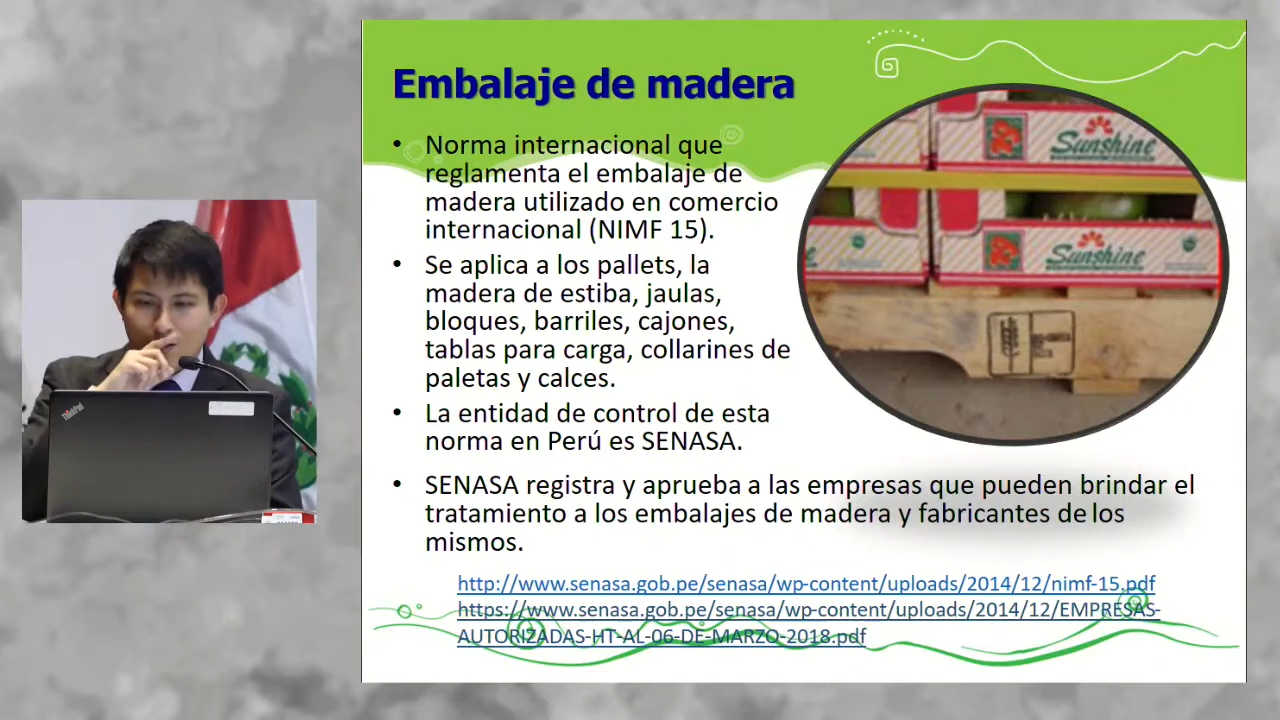 Embalaje de madera
• Norma internacional que
reglamenta el embalaje de
madera utilizado en comercio
internacional (NIMF 15).
• Se aplica a los pallets, la
madera de estiba, jaulas,
bloques, barriles, cajones,
tablas para carga, collarines de
paletas y calces.
• La entidad de control de esta
norma en Perú es SENASA.
• SENASA registra y aprueba a las empresas que pueden brindar el
tratamiento a los embalajes de madera y fabricantes de los
mismos.
http://www.senasa.gob.pe/senasa/wp-content/uploads/2014/12/nimf-15.pdf
https://www.senasa.gob.pe/senasa/wp-content/uploads/2014/12/EMPRESAS-
AUTORIZADAS-HT-AL-06-DE-MARZO-2018.pdf
Sunshine
Sunshine
ThinkPad